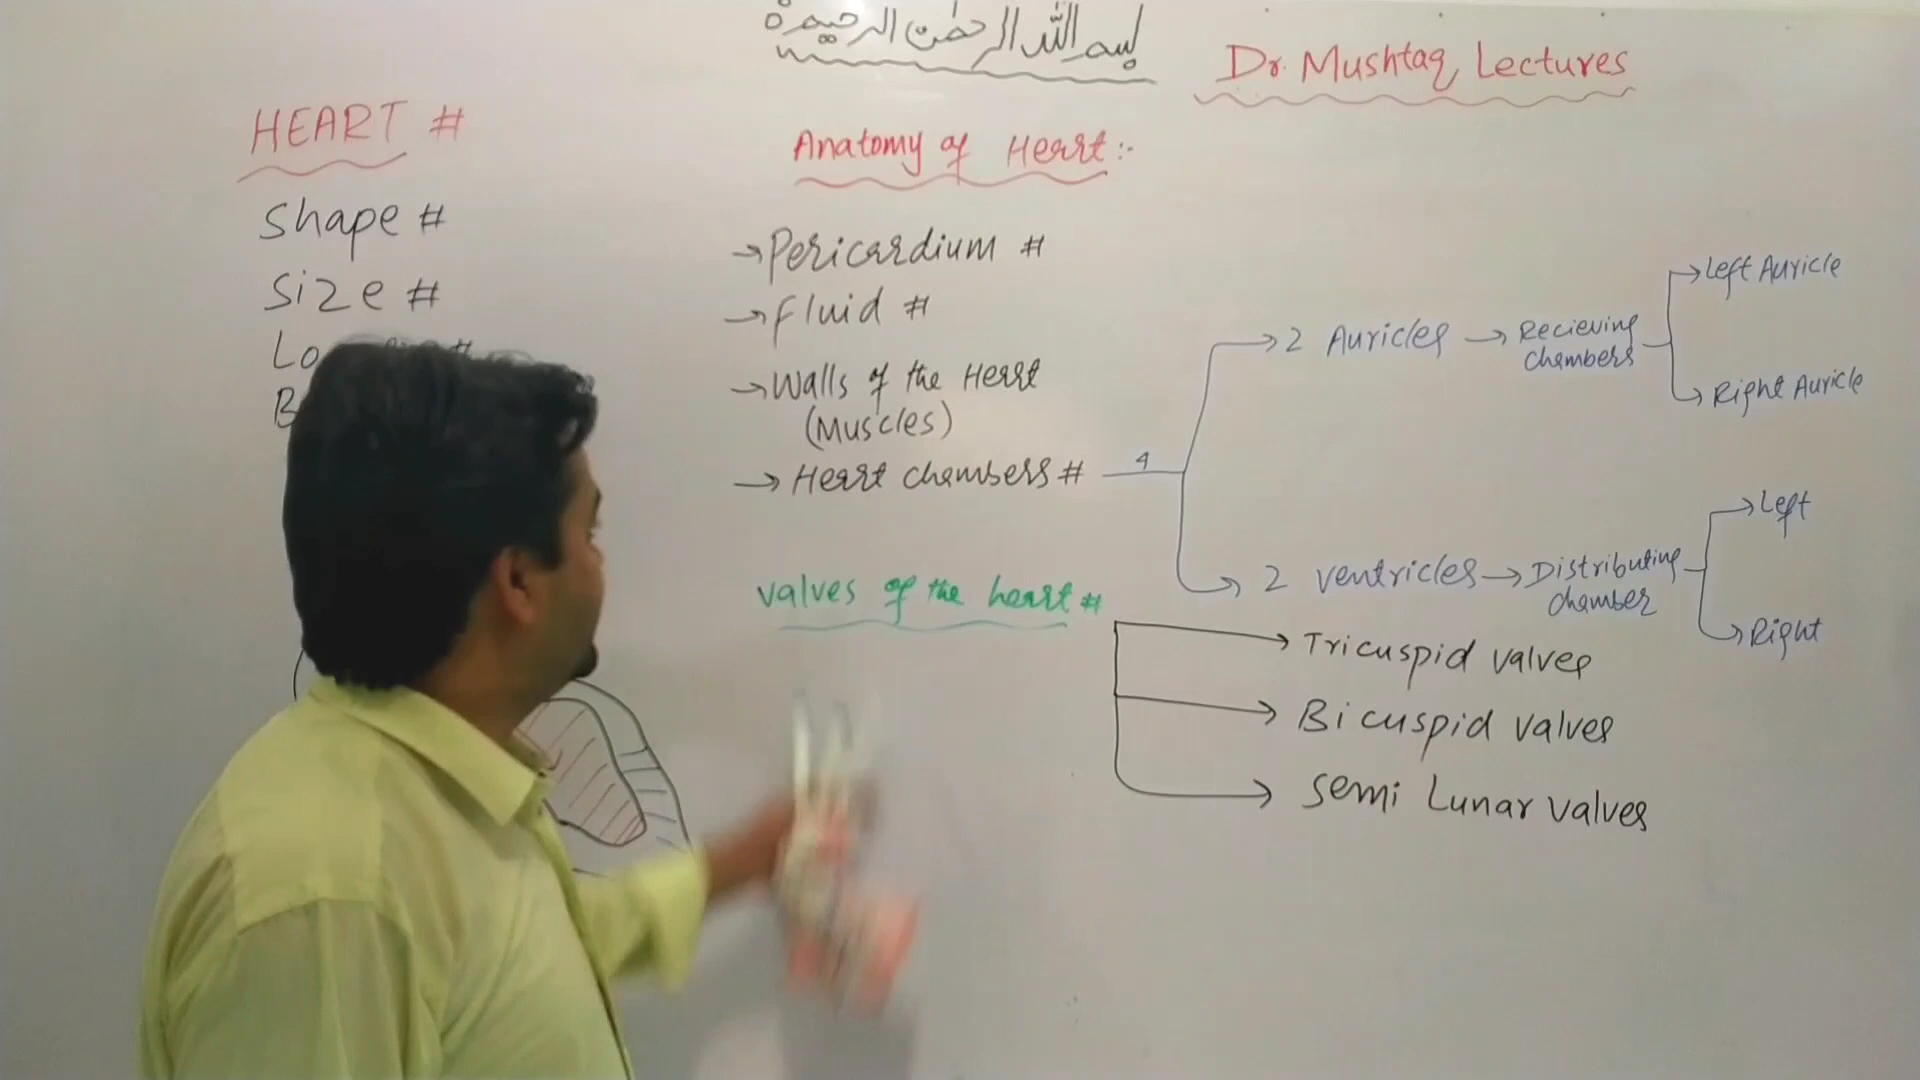 بسم الله الرحمن الرحيم
Dr. Mushtaq Lectures
HEART #
Shape #
Size #
Anatomy of Heart:-
→Pericardium #
→Fluid #
→Walls of the Heart
(Muscles)
→Heart chambers #
4
→2 Auricles →Recieving
chambers
→Left Auricle
→Right Auricle
→2 ventricles→Distributing
chamber
→Left
→Right
valves of the heart #
→Tricuspid valves
→Bicuspid valves
→Semi Lunar valves